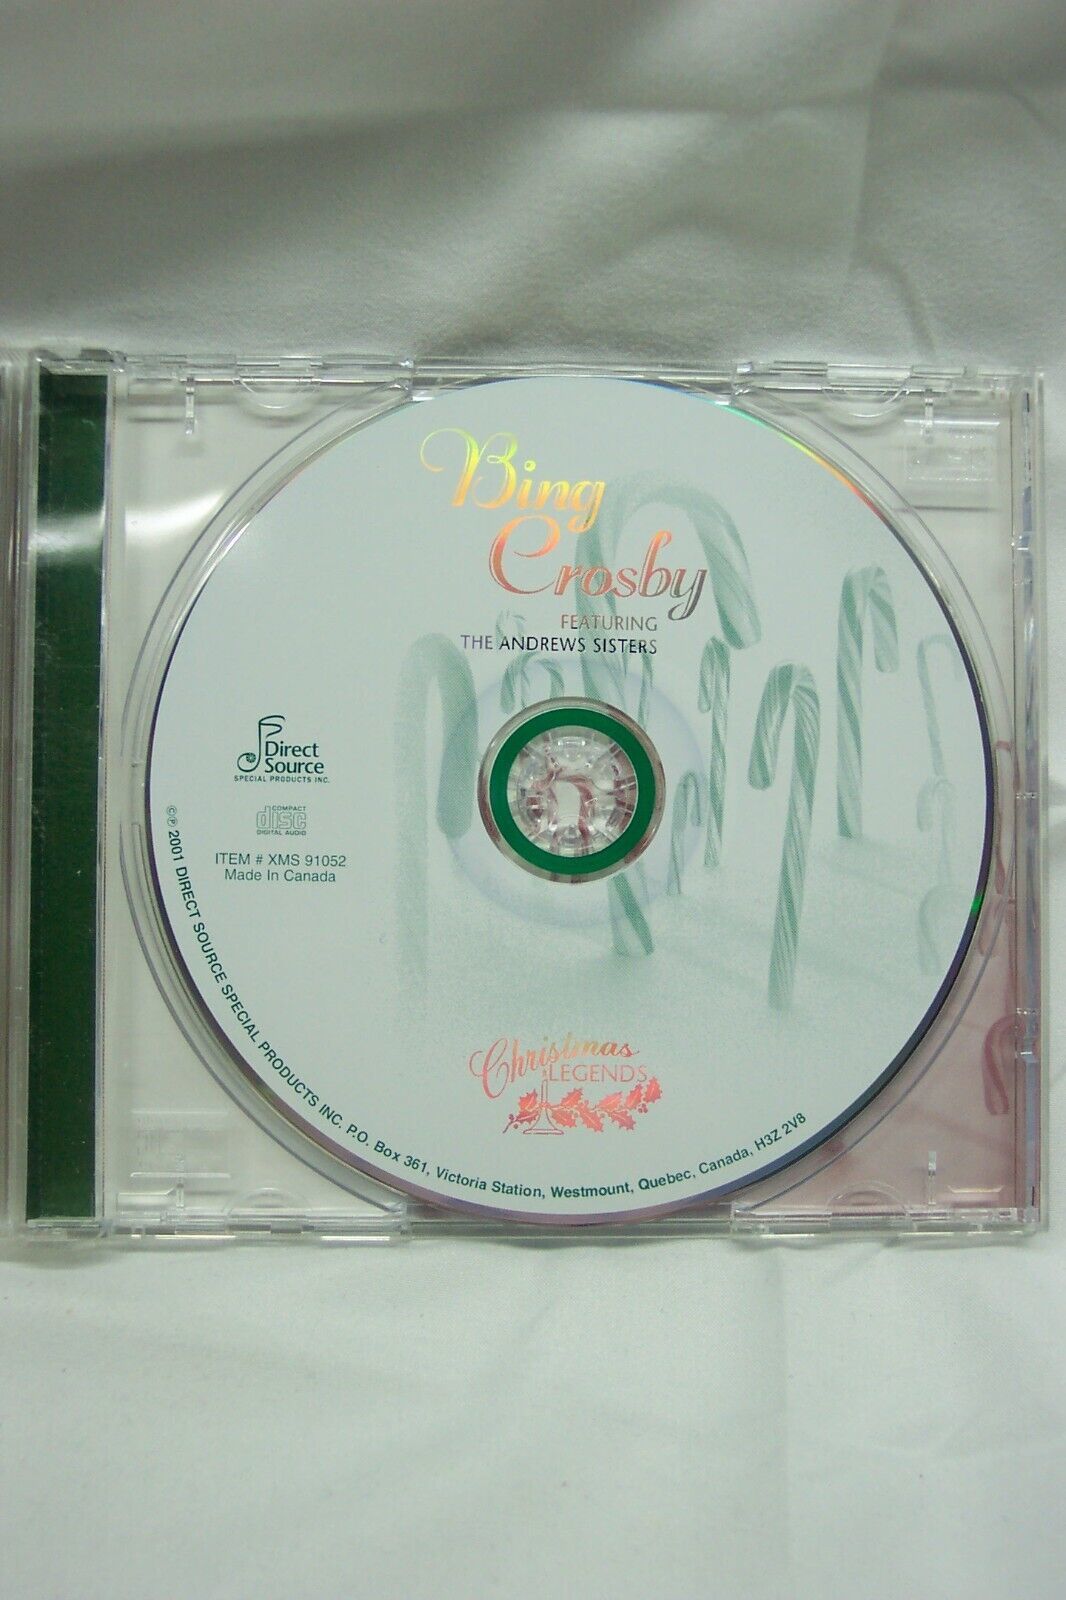 Bing
Crosby
FEATURING
THE ANDREWS SISTERS
Direct
Source
SPECIAL PRODUCTS INC.
COMPACT
disc
DIGITAL AUDIO
ITEM # XMS 91052
Made In Canada
©℗ 2001 DIRECT SOURCE SPECIAL PRODUCTS INC. P.O. Box 361, Victoria Station, Westmount, Quebec, Canada, H3Z 2V8
Christmas
LEGENDS